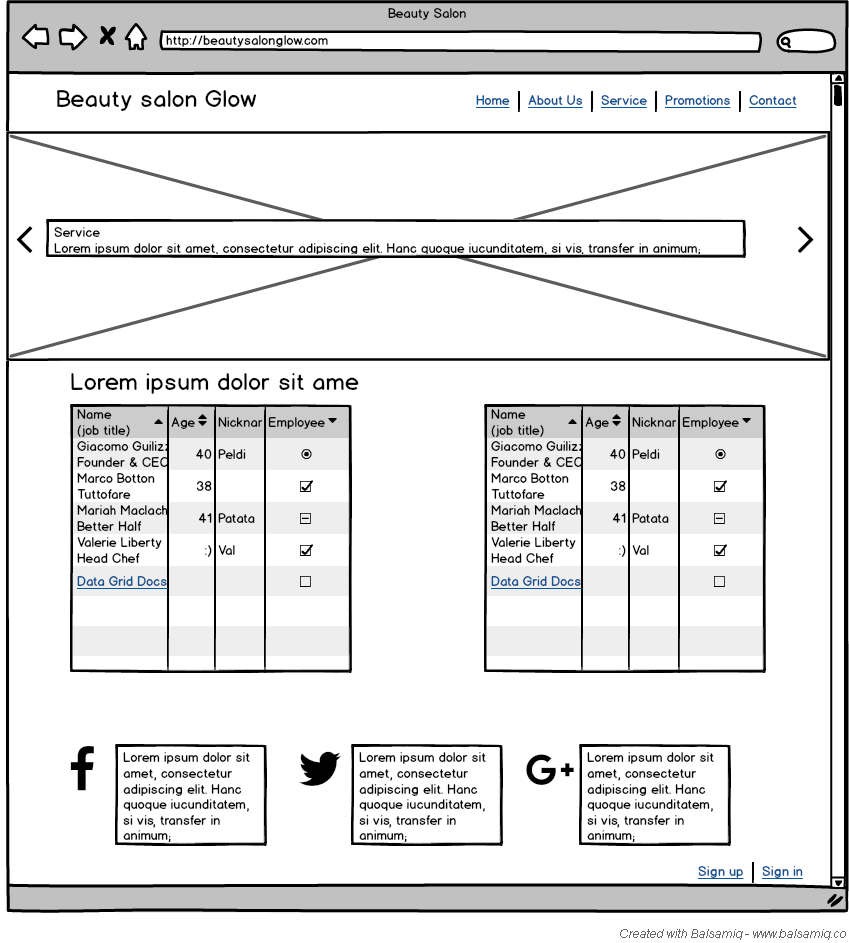 Beauty Salon
http://beautysalonglow.com
Beauty salon Glow
Home About Us Service Promotions Contact
Service
Lorem ipsum dolor sit amet, consectetur adipiscing elit. Hanc quoque iucunditatem, si vis, transfer in animum;
Lorem ipsum dolor sit ame
Name
(job title) Age Nicknar Employee
Giacomo Guiliz
Founder & CEO 40 Peldi
Marco Botton
Tuttofare 38
Mariah Maclach
Better Half 41 Patata
Valerie Liberty
Head Chef :) Val
Data Grid Docs
Name
(job title) Age Nicknar Employee
Giacomo Guiliz
Founder & CEO 40 Peldi
Marco Botton
Tuttofare 38
Mariah Maclach
Better Half 41 Patata
Valerie Liberty
Head Chef :) Val
Data Grid Docs
f
Lorem ipsum dolor sit
amet, consectetur
adipiscing elit. Hanc
quoque iucunditatem,
si vis, transfer in
animum;
Lorem ipsum dolor sit
amet, consectetur
adipiscing elit. Hanc
quoque iucunditatem,
si vis, transfer in
animum;
G+
Lorem ipsum dolor sit
amet, consectetur
adipiscing elit. Hanc
quoque iucunditatem,
si vis, transfer in
animum;
Sign up Sign in
Created with Balsamiq - www.balsamiq.co